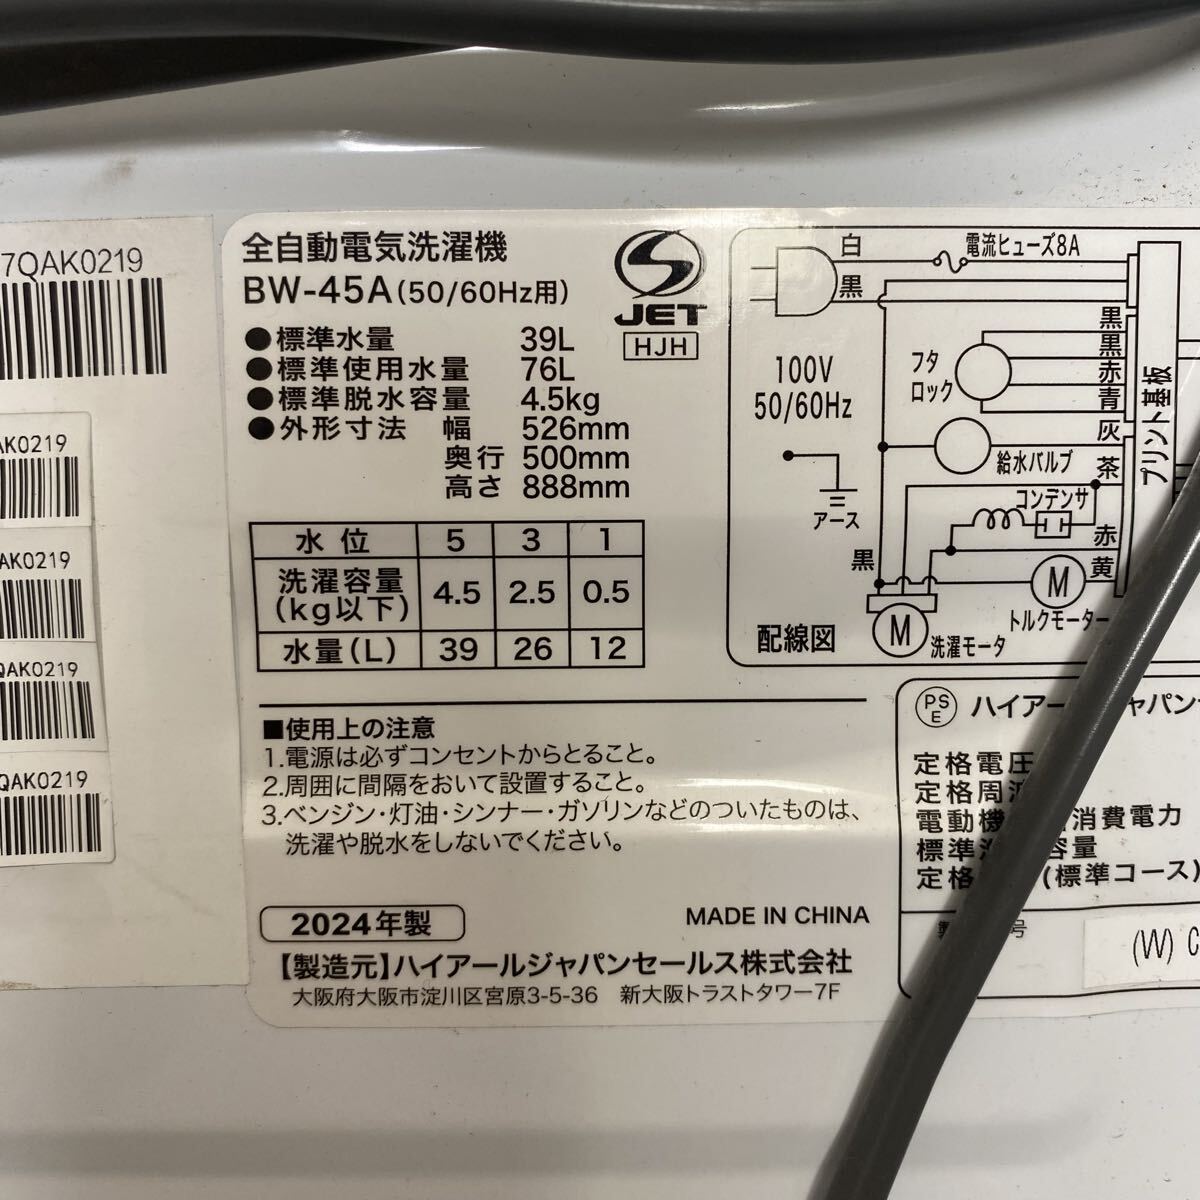 7QAK0219
AK0219
AK0219
QAK0219
QAK0219
全自動電気洗濯機
BW-45A(50/60Hz用)
●標準水量 39L
●標準使用水量 76L
●標準脱水容量 4.5kg
●外形寸法 幅 526mm
奥行 500mm
高さ 888mm
JET
HJH
水位 5 3 1
洗濯容量(kg以下) 4.5 2.5 0.5
水量(L) 39 26 12
白
電流ヒューズ8A
黒
100V
50/60Hz
アース
フタ
ロック
黒
黒
赤
青
灰
給水バルブ
茶
コンデンサ
赤
黒
黄
M
トルクモーター
M
洗濯モータ
プリント基板
配線図
■使用上の注意
1.電源は必ずコンセントからとること。
2.周囲に間隔をおいて設置すること。
3.ベンジン・灯油・シンナー・ガソリンなどのついたものは、
洗濯や脱水をしないでください。
2024年製
MADE IN CHINA
【製造元】ハイアールジャパンセールス株式会社
大阪府大阪市淀川区宮原3-5-36 新大阪トラストタワー7F
PS
E
ハイアー ジャパン
定格電圧
定格周
電動機 消費電力
標準 容量
定格 (標準コース)
号
(W) C